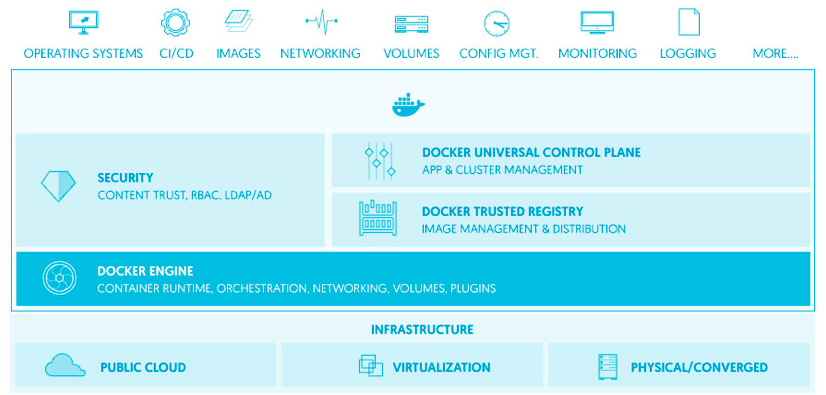 OPERATING SYSTEMS CI/CD IMAGES NETWORKING VOLUMES CONFIG MGT. MONITORING LOGGING MORE....
SECURITY
CONTENT TRUST, RBAC, LDAP/AD
DOCKER UNIVERSAL CONTROL PLANE
APP & CLUSTER MANAGEMENT
DOCKER TRUSTED REGISTRY
IMAGE MANAGEMENT & DISTRIBUTION
DOCKER ENGINE
CONTAINER RUNTIME, ORCHESTRATION, NETWORKING, VOLUMES, PLUGINS
INFRASTRUCTURE
PUBLIC CLOUD VIRTUALIZATION PHYSICAL/CONVERGED